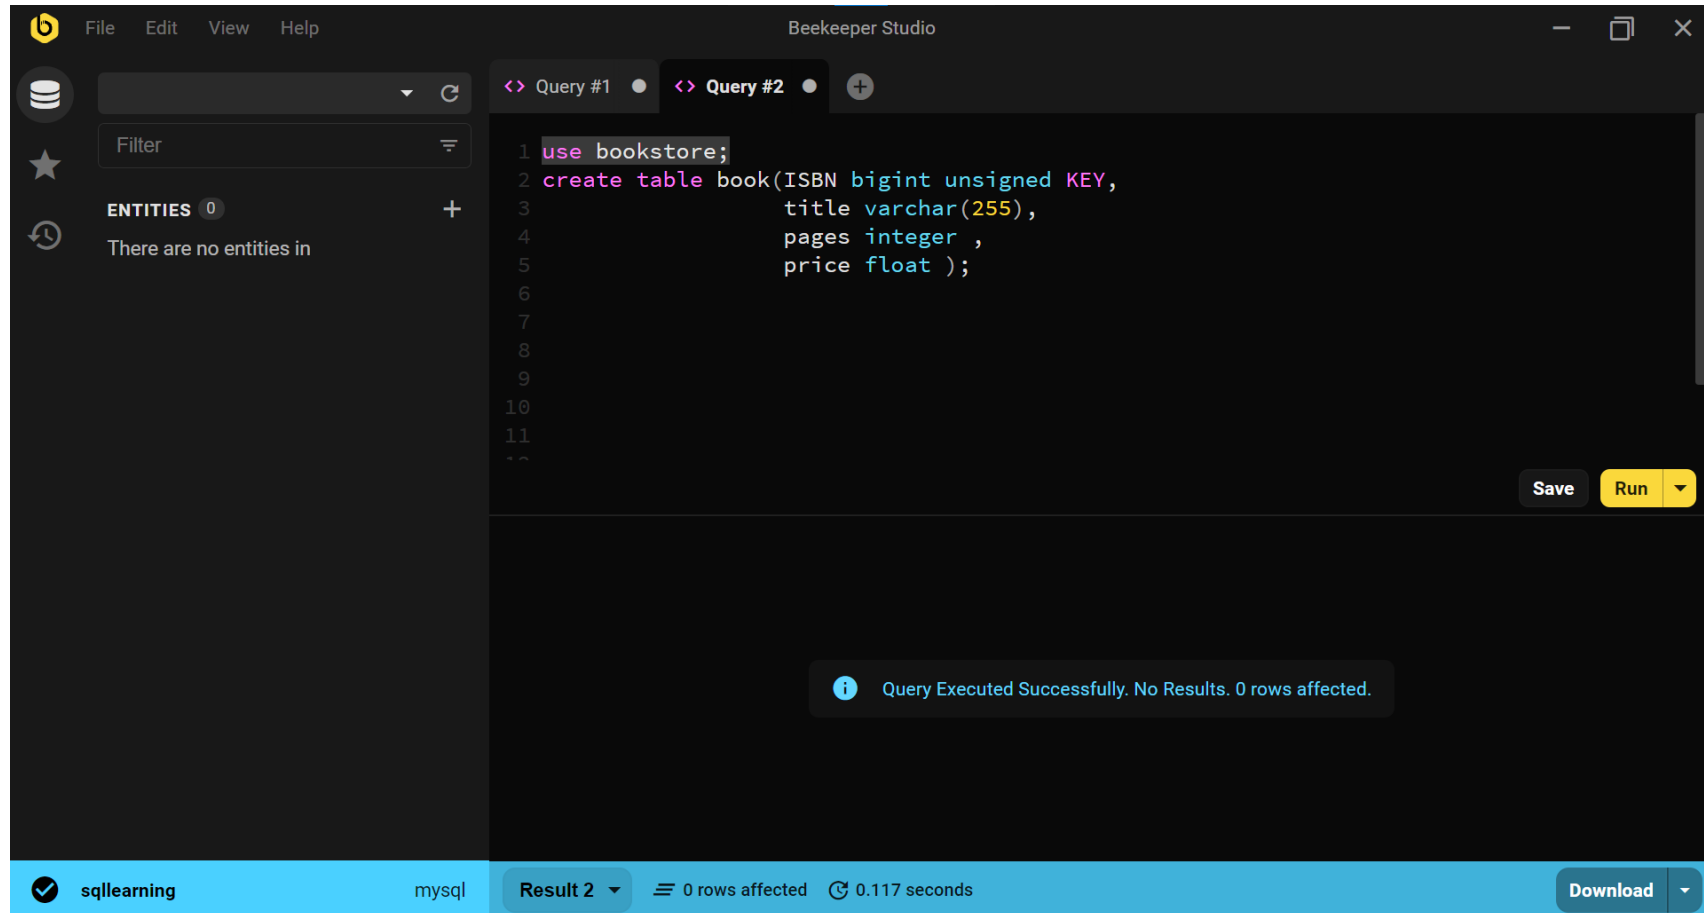 File Edit View Help
Beekeeper Studio
Query #1
Query #2
Filter
ENTITIES 0
There are no entities in
1 use bookstore;
2 create table book(ISBN bigint unsigned KEY,
3 title varchar(255),
4 pages integer ,
5 price float );
6
7
8
9
10
11
Save
Run
Query Executed Successfully. No Results. 0 rows affected.
sqllearning mysql
Result 2 0 rows affected 0.117 seconds
Download